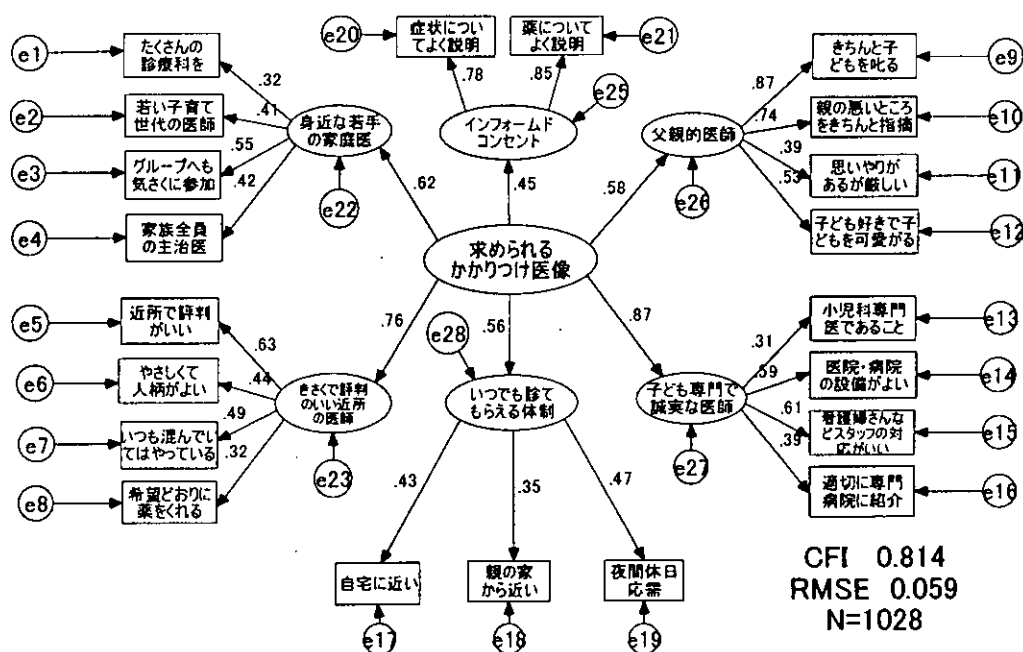 e1
たくさんの
診療科を
e2
若い子育て
世代の医師
e3
グループへも
気さくに参加
e4
家族全員
の主治医
.32
.41
.55
.42
身近な若手
の家庭医
e22
.62
e20
症状につい
てよく説明
薬について
よく説明
e21
.78
.85
インフォームド
コンセント
e25
.45
きちんと子
どもを叱る
e9
親の悪いところ
をきちんと指摘
e10
思いやりが
あるが厳しい
e11
子ども好きで子
どもを可愛がる
e12
.87
.74
.39
.53
父親的医師
e26
.58
求められる
かかりつけ医像
e5
近所で評判
がいい
e6
やさしくて
人柄がよい
e7
いつも混んでい
てはやっている
e8
希望どおりに
薬をくれる
.63
.44
.49
.32
きさくで評判
のいい近所
の医師
e23
.76
.56
e28
いつでも診て
もらえる体制
.43
.35
.47
自宅に近い
親の家
から近い
夜間休日
応需
e17
e18
e19
.87
子ども専門で
誠実な医師
e27
.31
.59
.61
.39
小児科専門
医であること
e13
医院・病院
の設備がよい
e14
看護婦さんな
どスタッフの対
応がいい
e15
適切に専門
病院に紹介
e16
CFI 0.814
RMSE 0.059
N=1028